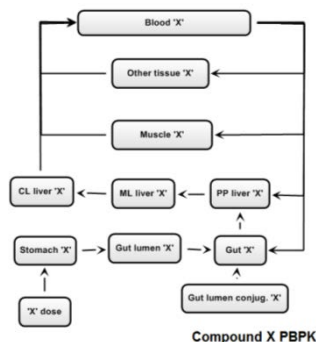 Blood 'X'
Other tissue 'X'
Muscle 'X'
CL liver 'X'
ML liver 'X'
PP liver 'X'
Stomach 'X'
Gut lumen 'X'
Gut 'X'
'X' dose
Gut lumen conjug. 'X'
Compound X PBPK